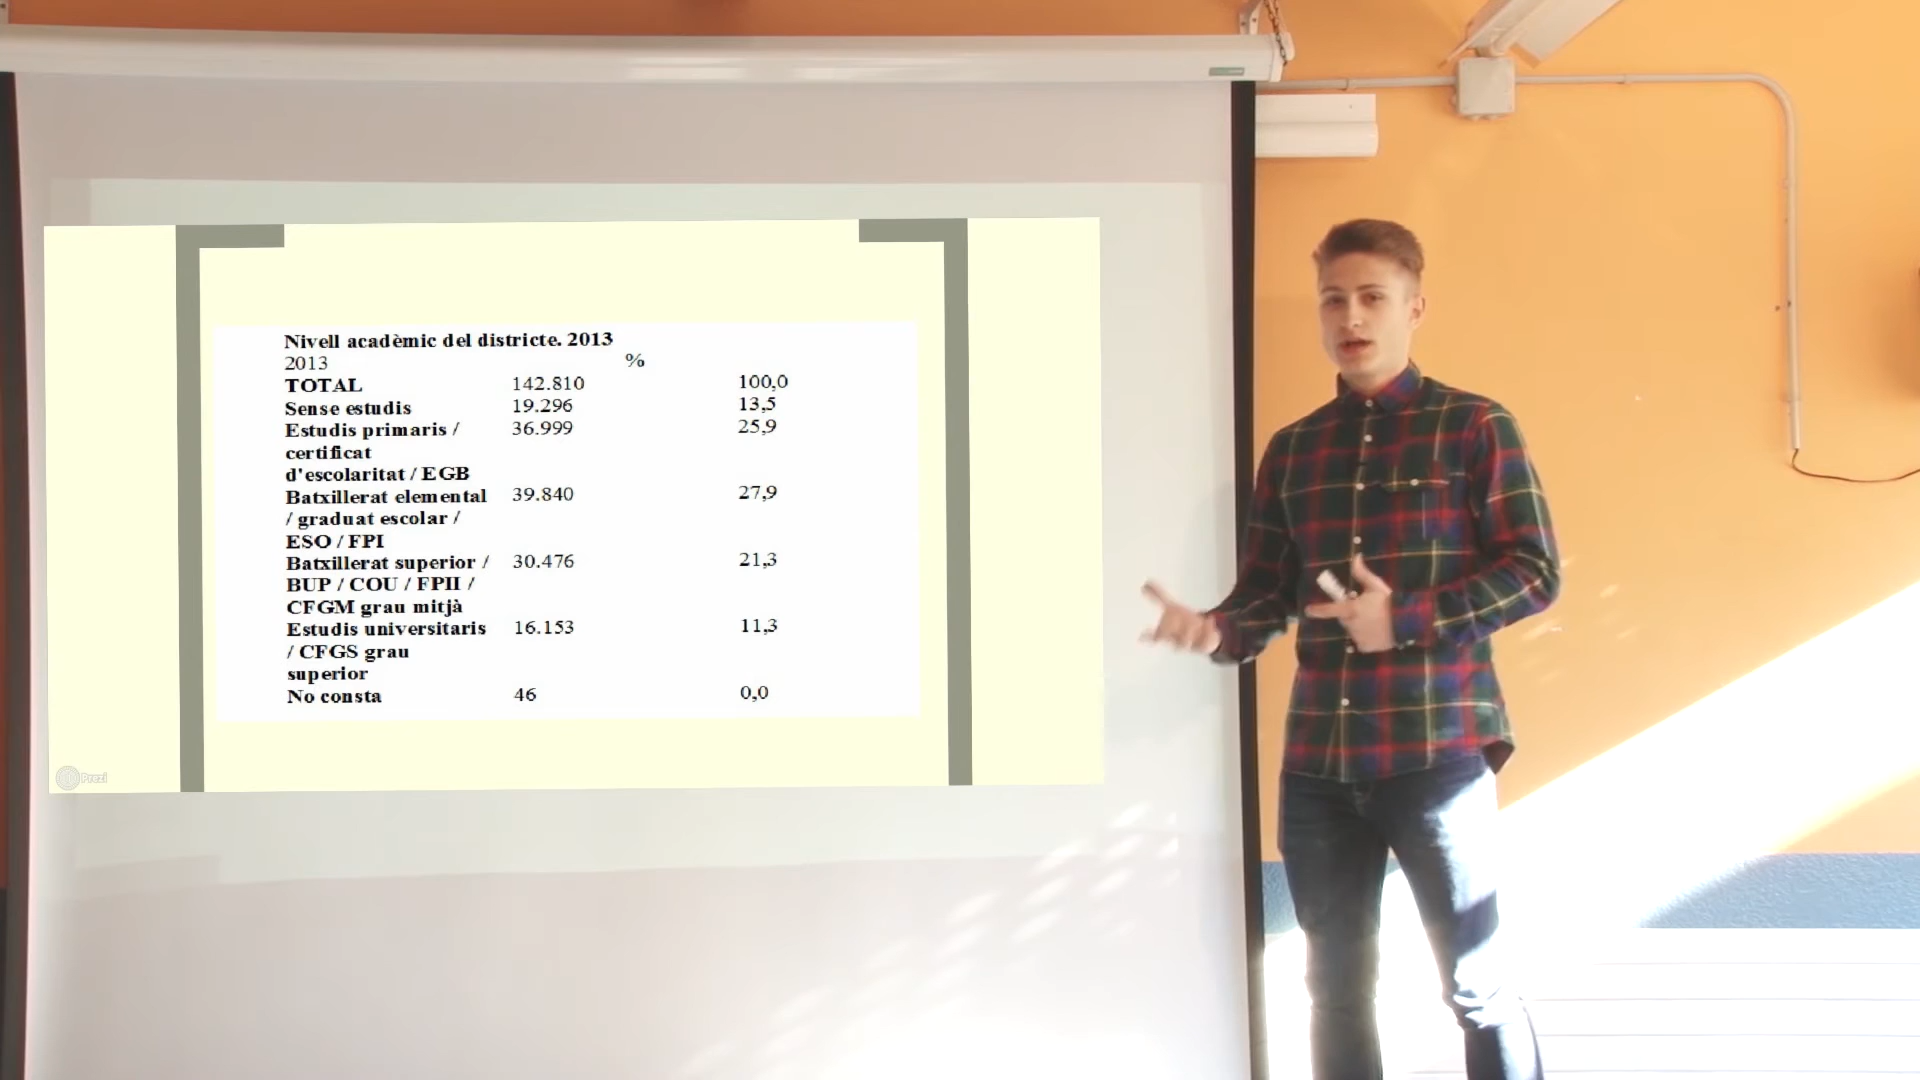 Nivell acadèmic del districte. 2013
2013 %
TOTAL 142.810 100,0
Sense estudis 19.296 13,5
Estudis primaris / 36.999 25,9
certificat
d'escolaritat / EGB
Batxillerat elemental 39.840 27,9
/ graduat escolar /
ESO / FPI
Batxillerat superior / 30.476 21,3
BUP / COU / FPII /
CFGM grau mitjà
Estudis universitaris 16.153 11,3
/ CFGS grau
superior
No consta 46 0,0
Prezi